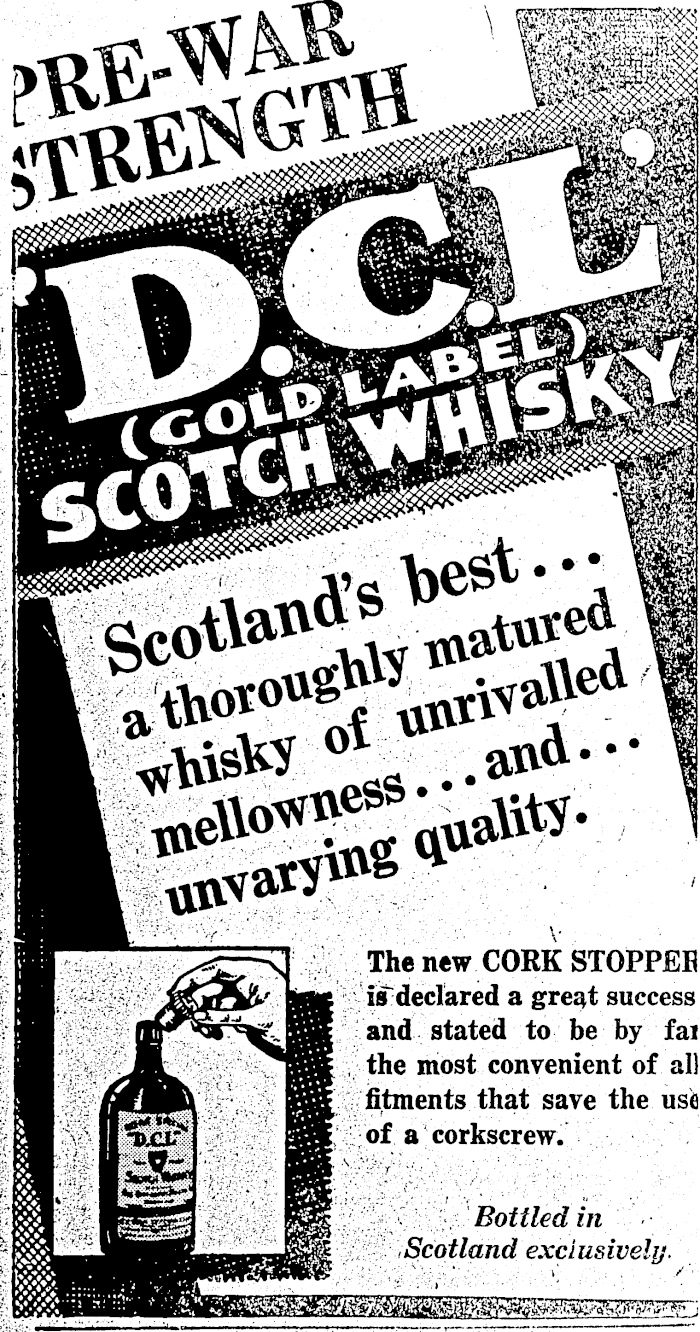 PRE-WAR
STRENGTH
'D.C.L'
(GOLD LABEL)
SCOTCH WHISKY
Scotland's best...
a thoroughly matured
whisky of unrivalled
mellowness...and...
unvarying quality.
The new CORK STOPPER
is declared a great success
and stated to be by far
the most convenient of all
fitments that save the use
of a corkscrew.
"D.C.L"
Bottled in
Scotland exclusively.